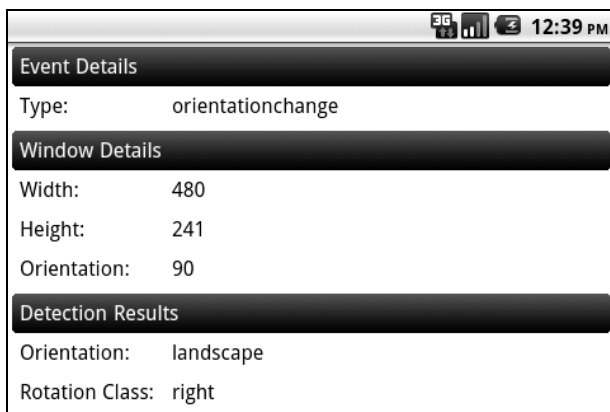 3G 12:39 PM
Event Details
Type: orientationchange
Window Details
Width: 480
Height: 241
Orientation: 90
Detection Results
Orientation: landscape
Rotation Class: right